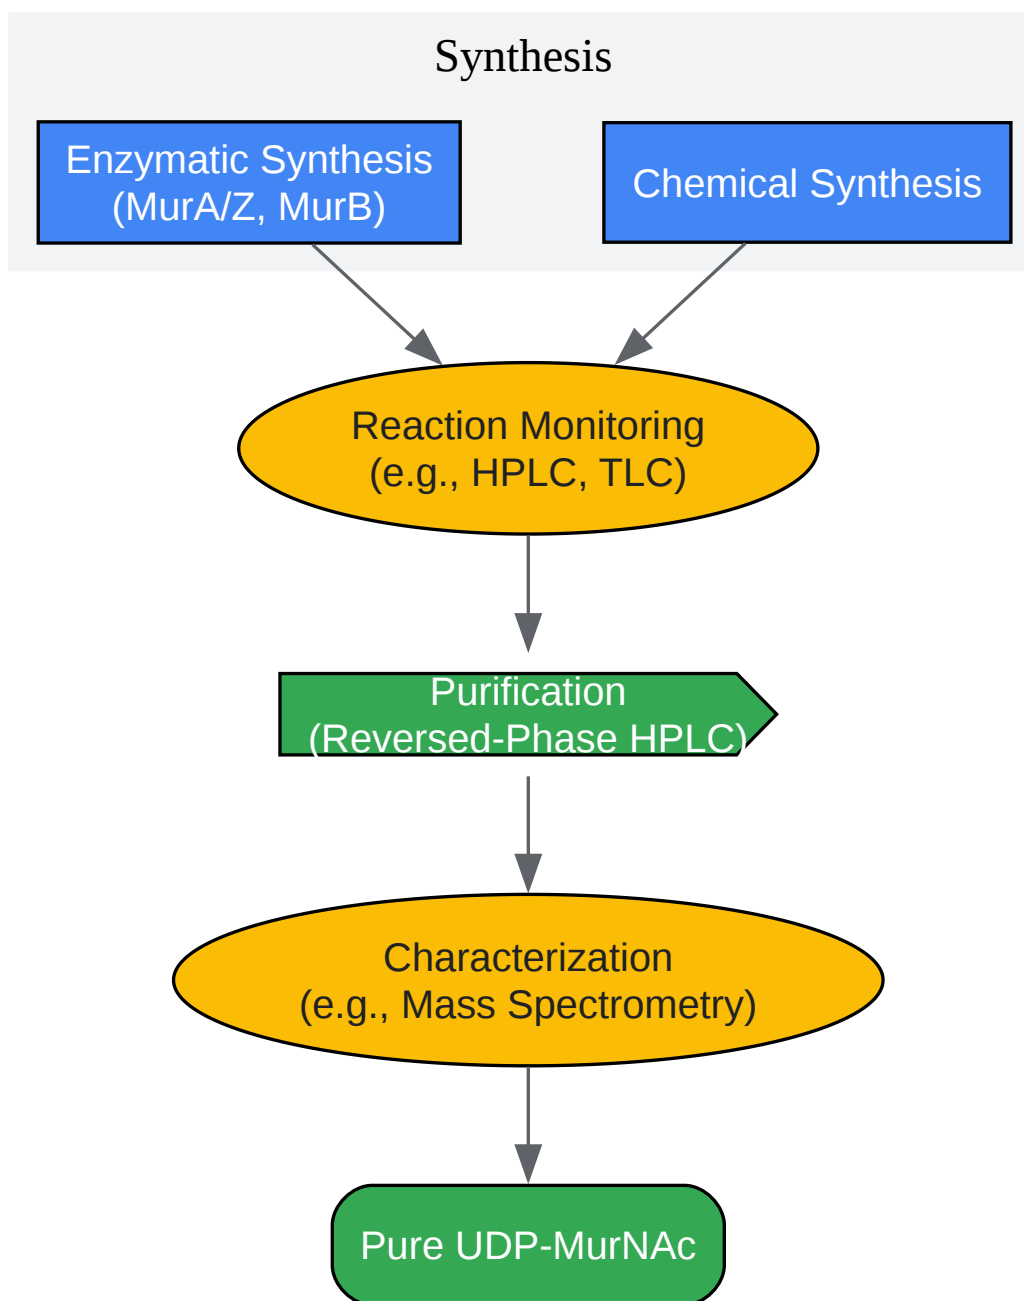 Synthesis
Enzymatic Synthesis
(MurA/Z, MurB)
Chemical Synthesis
Reaction Monitoring
(e.g., HPLC, TLC)
Purification
(Reversed-Phase HPLC)
Characterization
(e.g., Mass Spectrometry)
Pure UDP-MurNAc